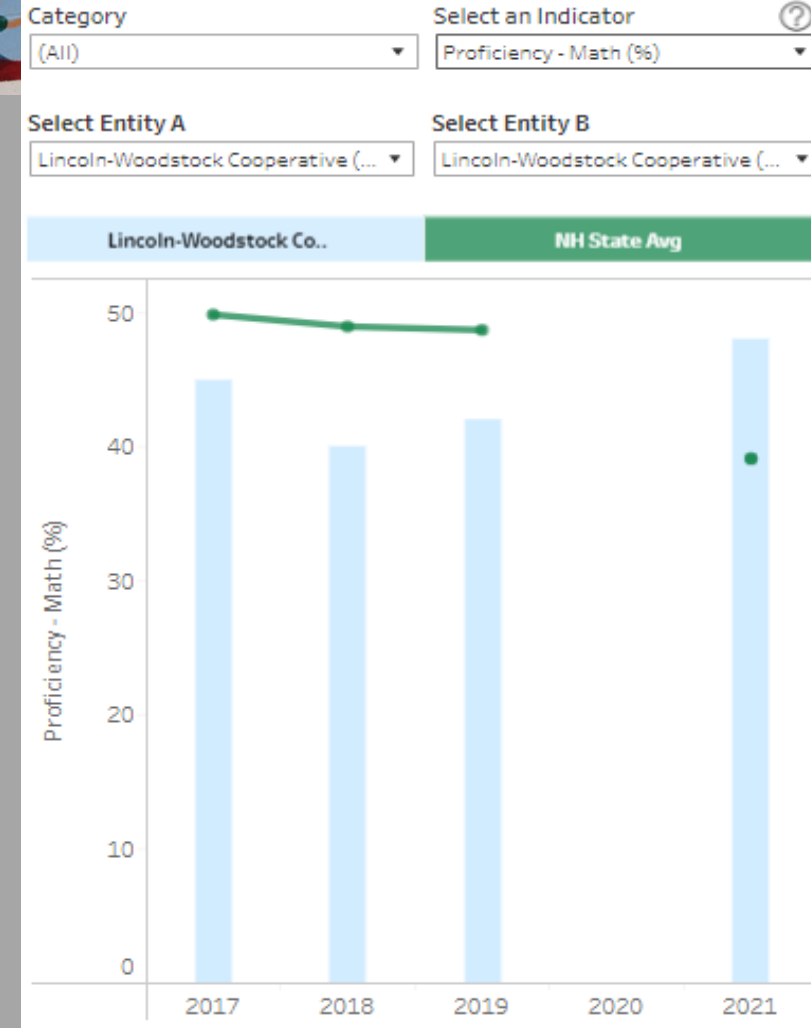 Category
Select an Indicator
?
(All)
Proficiency - Math (%)
Select Entity A
Select Entity B
Lincoln-Woodstock Cooperative (...
Lincoln-Woodstock Cooperative (...
Lincoln-Woodstock Co..
NH State Avg
50
40
30
20
10
0
Proficiency - Math (%)
2017
2018
2019
2020
2021